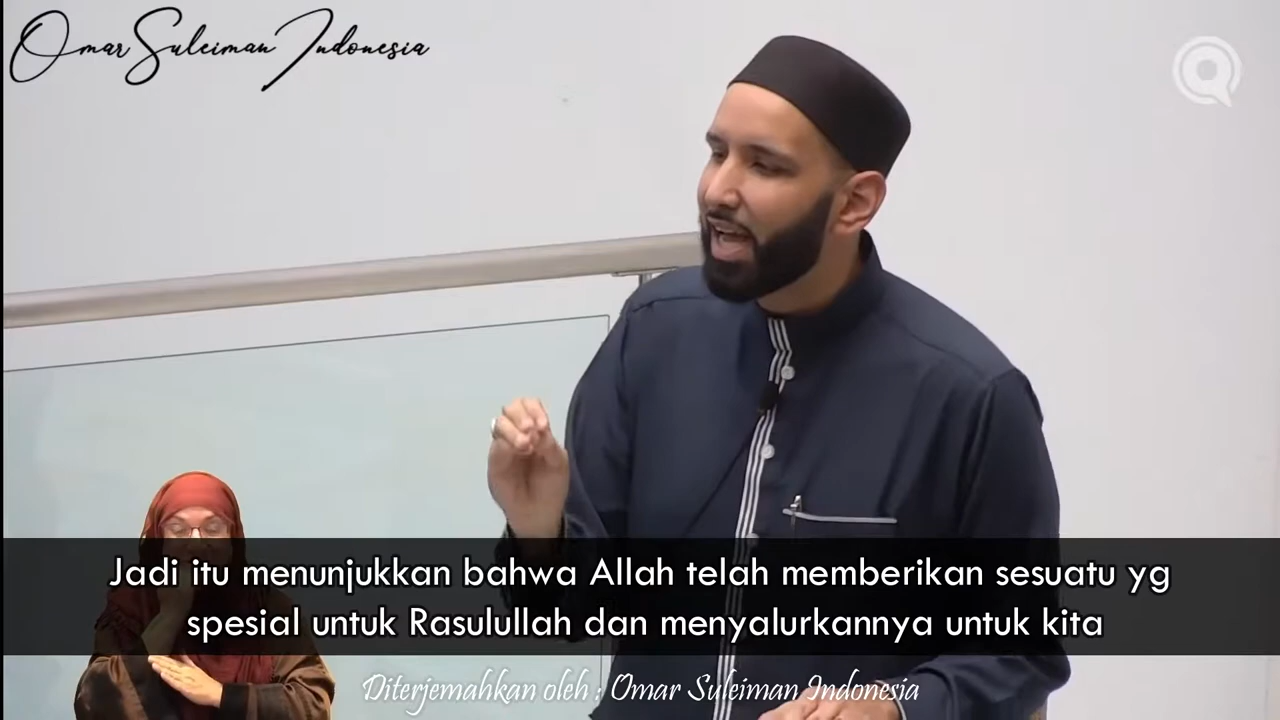 Omar Suleiman Indonesia
Jadi itu menunjukkan bahwa Allah telah memberikan sesuatu yg
spesial untuk Rasulullah dan menyalurkannya untuk kita
Diterjemahkan oleh : Omar Suleiman Indonesia